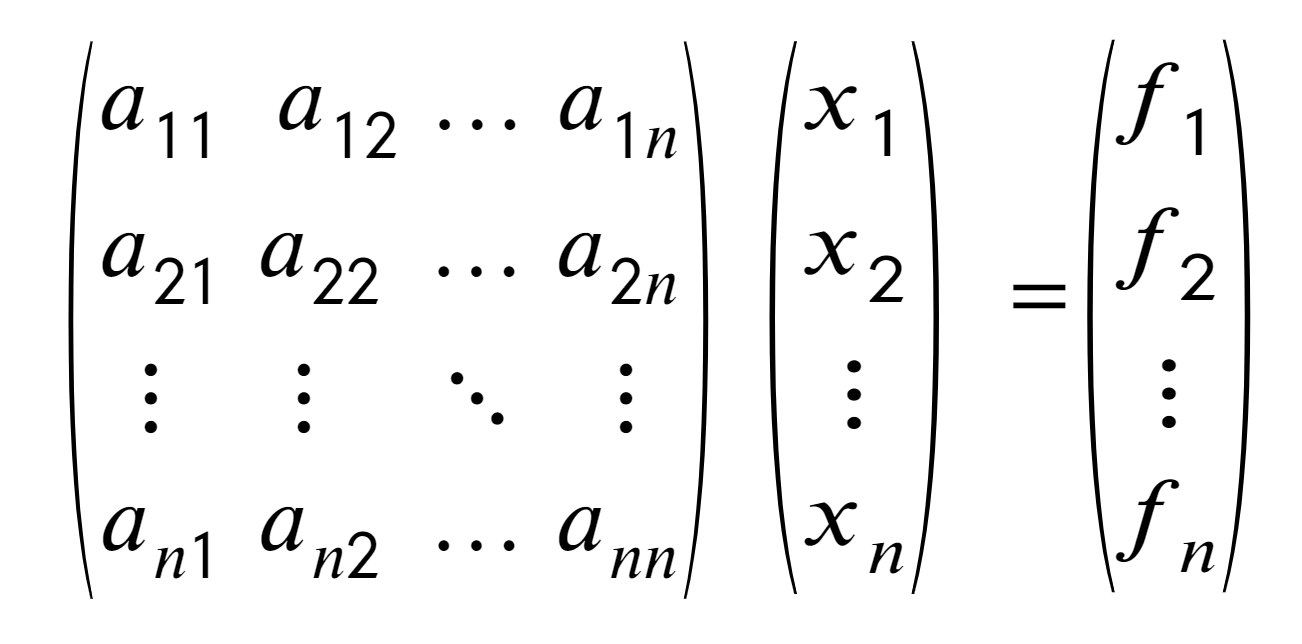 a₁₁ a₁₂ … a₁ₙ x₁ f₁
a₂₁ a₂₂ … a₂ₙ x₂ = f₂
⋮ ⋮ ⋱ ⋮ ⋮ ⋮
aₙ₁ aₙ₂ … aₙₙ xₙ fₙ